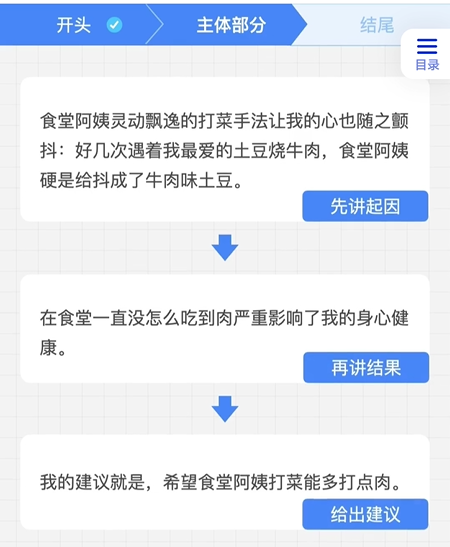 开头
主体部分
结尾
目录
食堂阿姨灵动飘逸的打菜手法让我的心也随之颤
抖：好几次遇着我最爱的土豆烧牛肉，食堂阿姨
硬是给抖成了牛肉味土豆。
先讲起因
在食堂一直没怎么吃到肉严重影响了我的身心健
康。
再讲结果
我的建议就是，希望食堂阿姨打菜能多打点肉。
给出建议